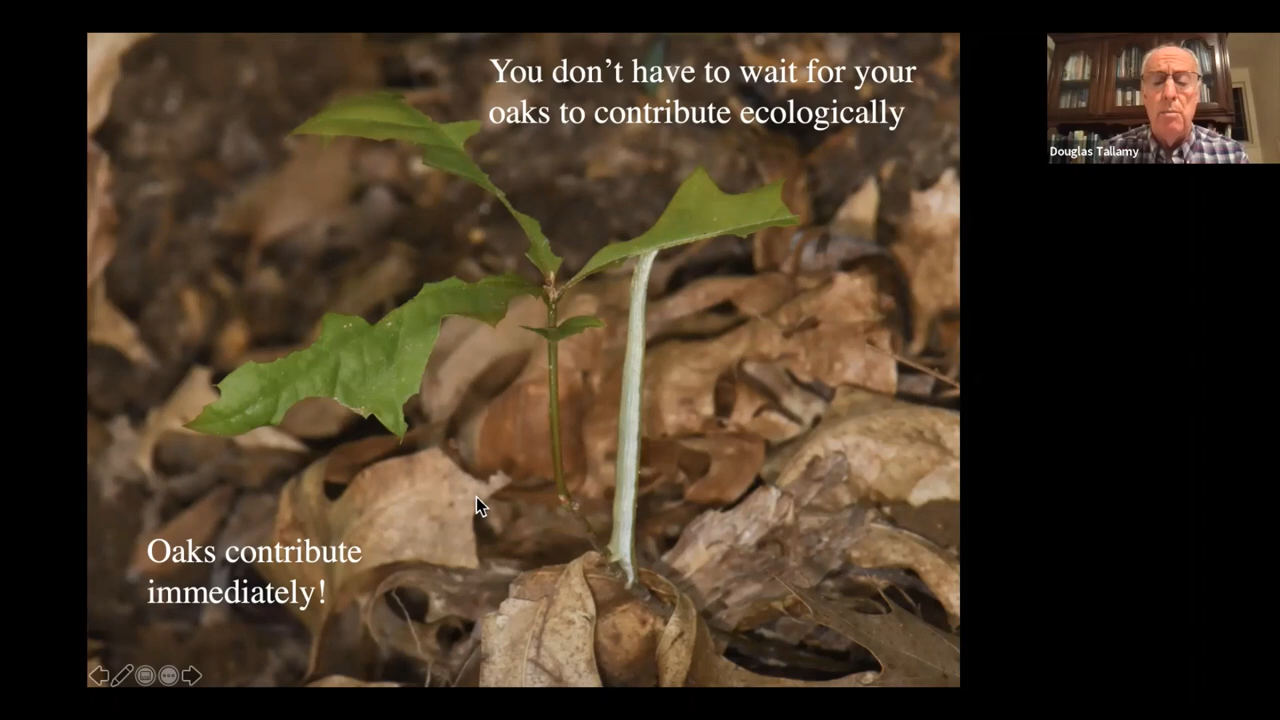 You don’t have to wait for your
oaks to contribute ecologically
Douglas Tallamy
Oaks contribute
immediately!